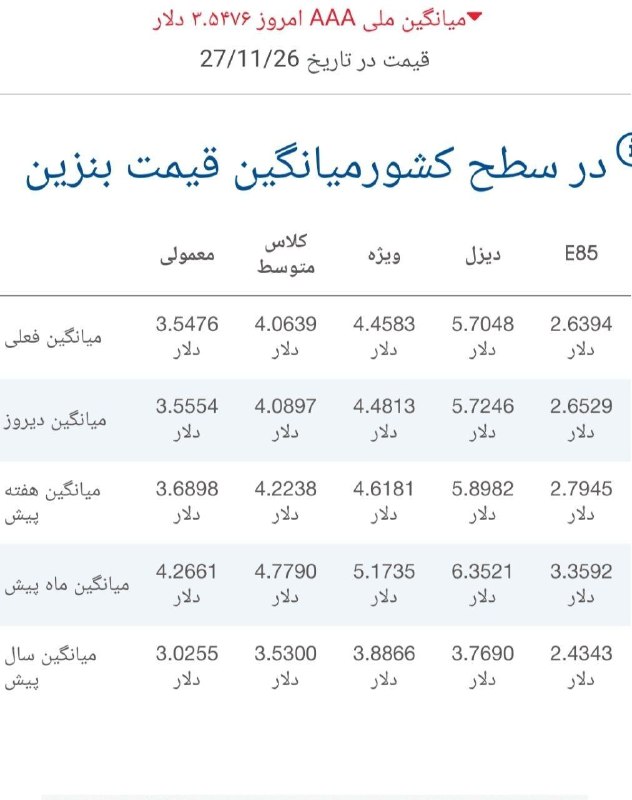 ▼میانگین ملی AAA امروز ۳.۵۴۷۶ دلار
قیمت در تاریخ 27/11/26
در سطح کشورمیانگین قیمت بنزین
معمولی کلاس متوسط ویژه دیزل E85
میانگین فعلی 3.5476 دلار 4.0639 دلار 4.4583 دلار 5.7048 دلار 2.6394 دلار
میانگین دیروز 3.5554 دلار 4.0897 دلار 4.4813 دلار 5.7246 دلار 2.6529 دلار
میانگین هفته پیش 3.6898 دلار 4.2238 دلار 4.6181 دلار 5.8982 دلار 2.7945 دلار
میانگین ماه پیش 4.2661 دلار 4.7790 دلار 5.1735 دلار 6.3521 دلار 3.3592 دلار
میانگین سال پیش 3.0255 دلار 3.5300 دلار 3.8866 دلار 3.7690 دلار 2.4343 دلار